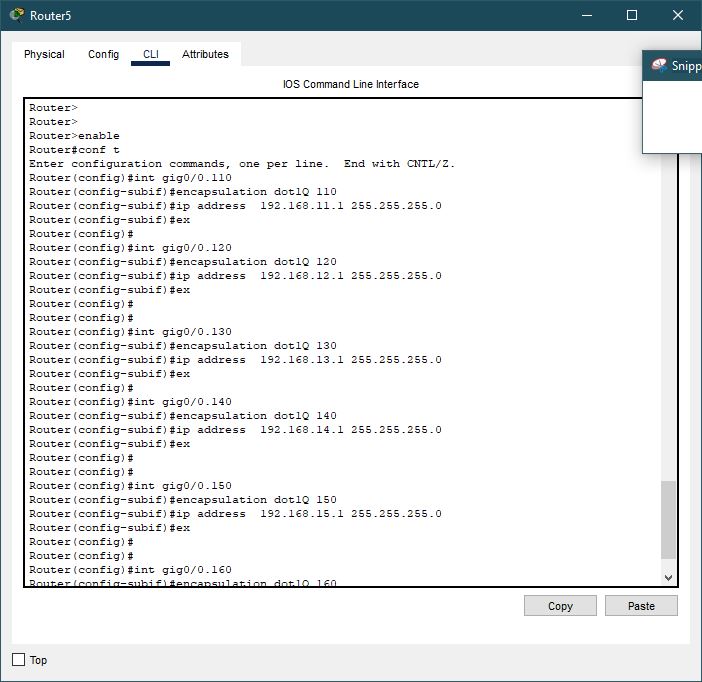 Router5
Physical Config CLI Attributes
Snipp
IOS Command Line Interface
Router>
Router>
Router>enable
Router#conf t
Enter configuration commands, one per line.  End with CNTL/Z.
Router(config)#int gig0/0.110
Router(config-subif)#encapsulation dot1Q 110
Router(config-subif)#ip address  192.168.11.1 255.255.255.0
Router(config-subif)#ex
Router(config)#
Router(config)#int gig0/0.120
Router(config-subif)#encapsulation dot1Q 120
Router(config-subif)#ip address  192.168.12.1 255.255.255.0
Router(config-subif)#ex
Router(config)#
Router(config)#
Router(config)#int gig0/0.130
Router(config-subif)#encapsulation dot1Q 130
Router(config-subif)#ip address  192.168.13.1 255.255.255.0
Router(config-subif)#ex
Router(config)#
Router(config)#int gig0/0.140
Router(config-subif)#encapsulation dot1Q 140
Router(config-subif)#ip address  192.168.14.1 255.255.255.0
Router(config-subif)#ex
Router(config)#
Router(config)#
Router(config)#int gig0/0.150
Router(config-subif)#encapsulation dot1Q 150
Router(config-subif)#ip address  192.168.15.1 255.255.255.0
Router(config-subif)#ex
Router(config)#
Router(config)#
Router(config)#int gig0/0.160
Router(config-subif)#encapsulation dot1Q 160
Copy Paste
Top